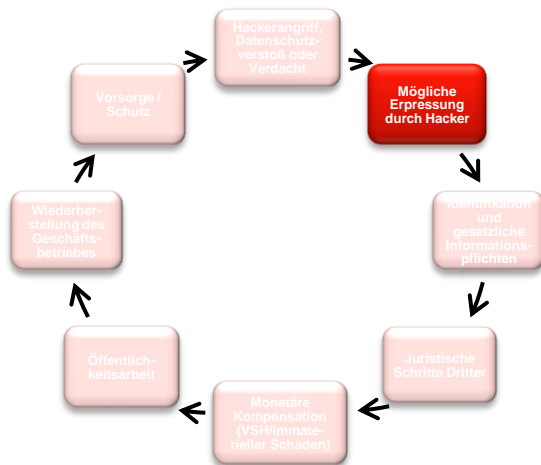 Hackerangriff,
Datenschutz-
verstoß oder
Verdacht
Mögliche
Erpressung
durch Hacker
Identifikation
und
gesetzliche
Informations-
pflichten
Juristische
Schritte Dritter
Monetäre
Kompensation
(VSH/immate-
rieller Schaden)
Öffentlich-
keitsarbeit
Wiederher-
stellung des
Geschäfts-
betriebes
Vorsorge /
Schutz